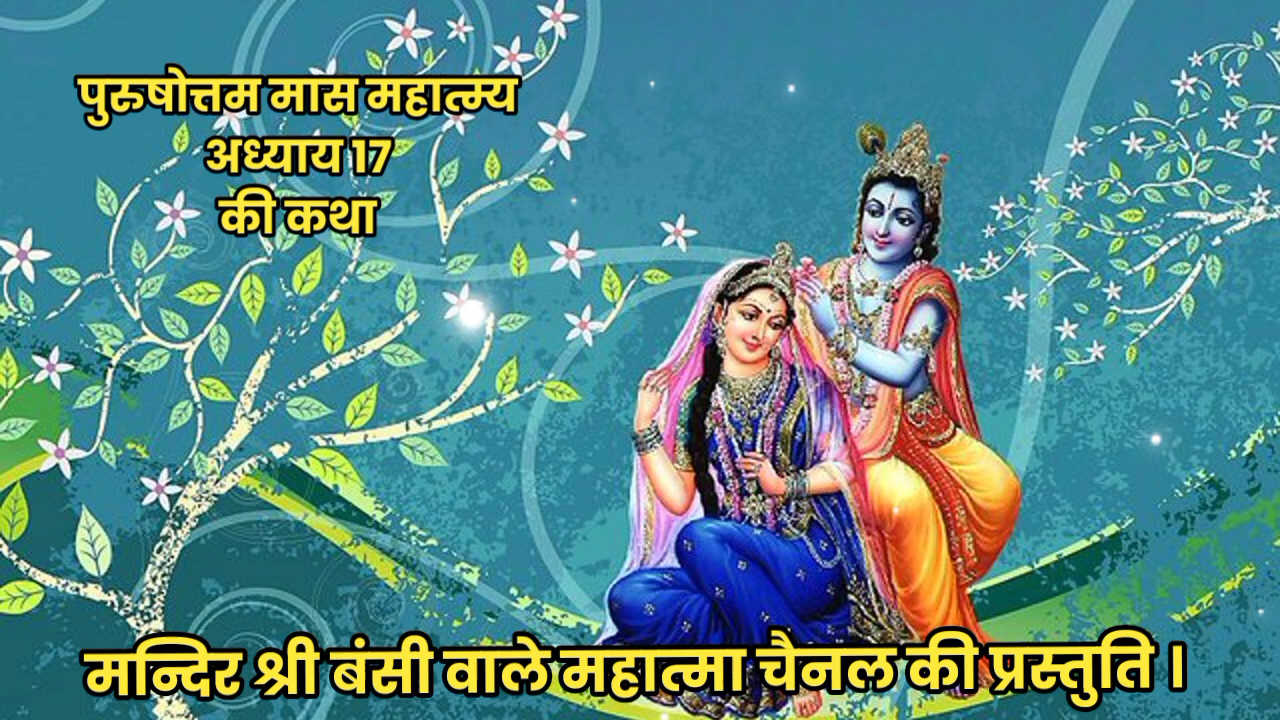 पुरुषोत्तम मास महात्म्य
अध्याय 17
की कथा
मन्दिर श्री बंसी वाले महात्मा चैनल की प्रस्तुति ।